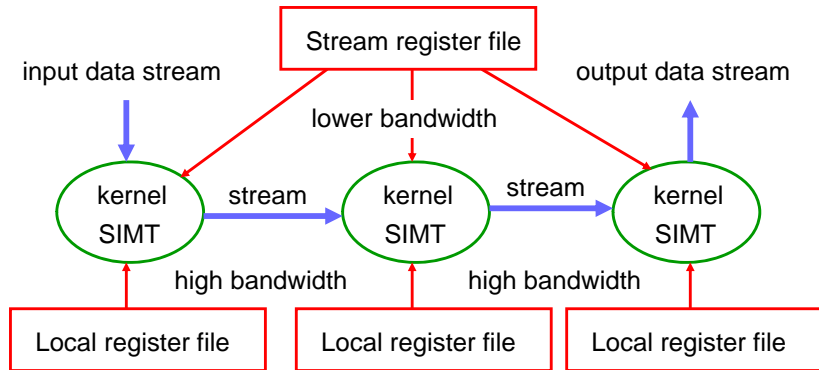 Stream register file
input data stream
output data stream
lower bandwidth
kernel
SIMT
stream
kernel
SIMT
stream
kernel
SIMT
high bandwidth
high bandwidth
Local register file
Local register file
Local register file